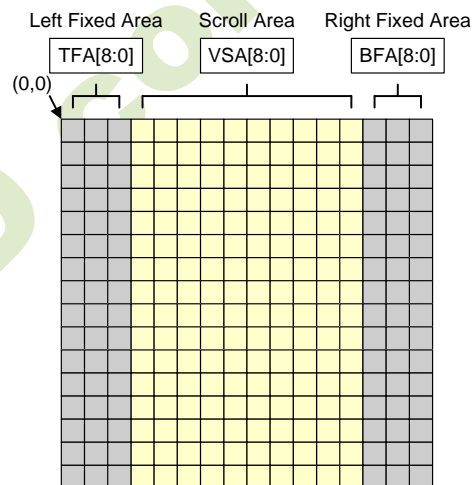 Left Fixed Area Scroll Area Right Fixed Area
TFA[8:0] VSA[8:0] BFA[8:0]
(0,0)